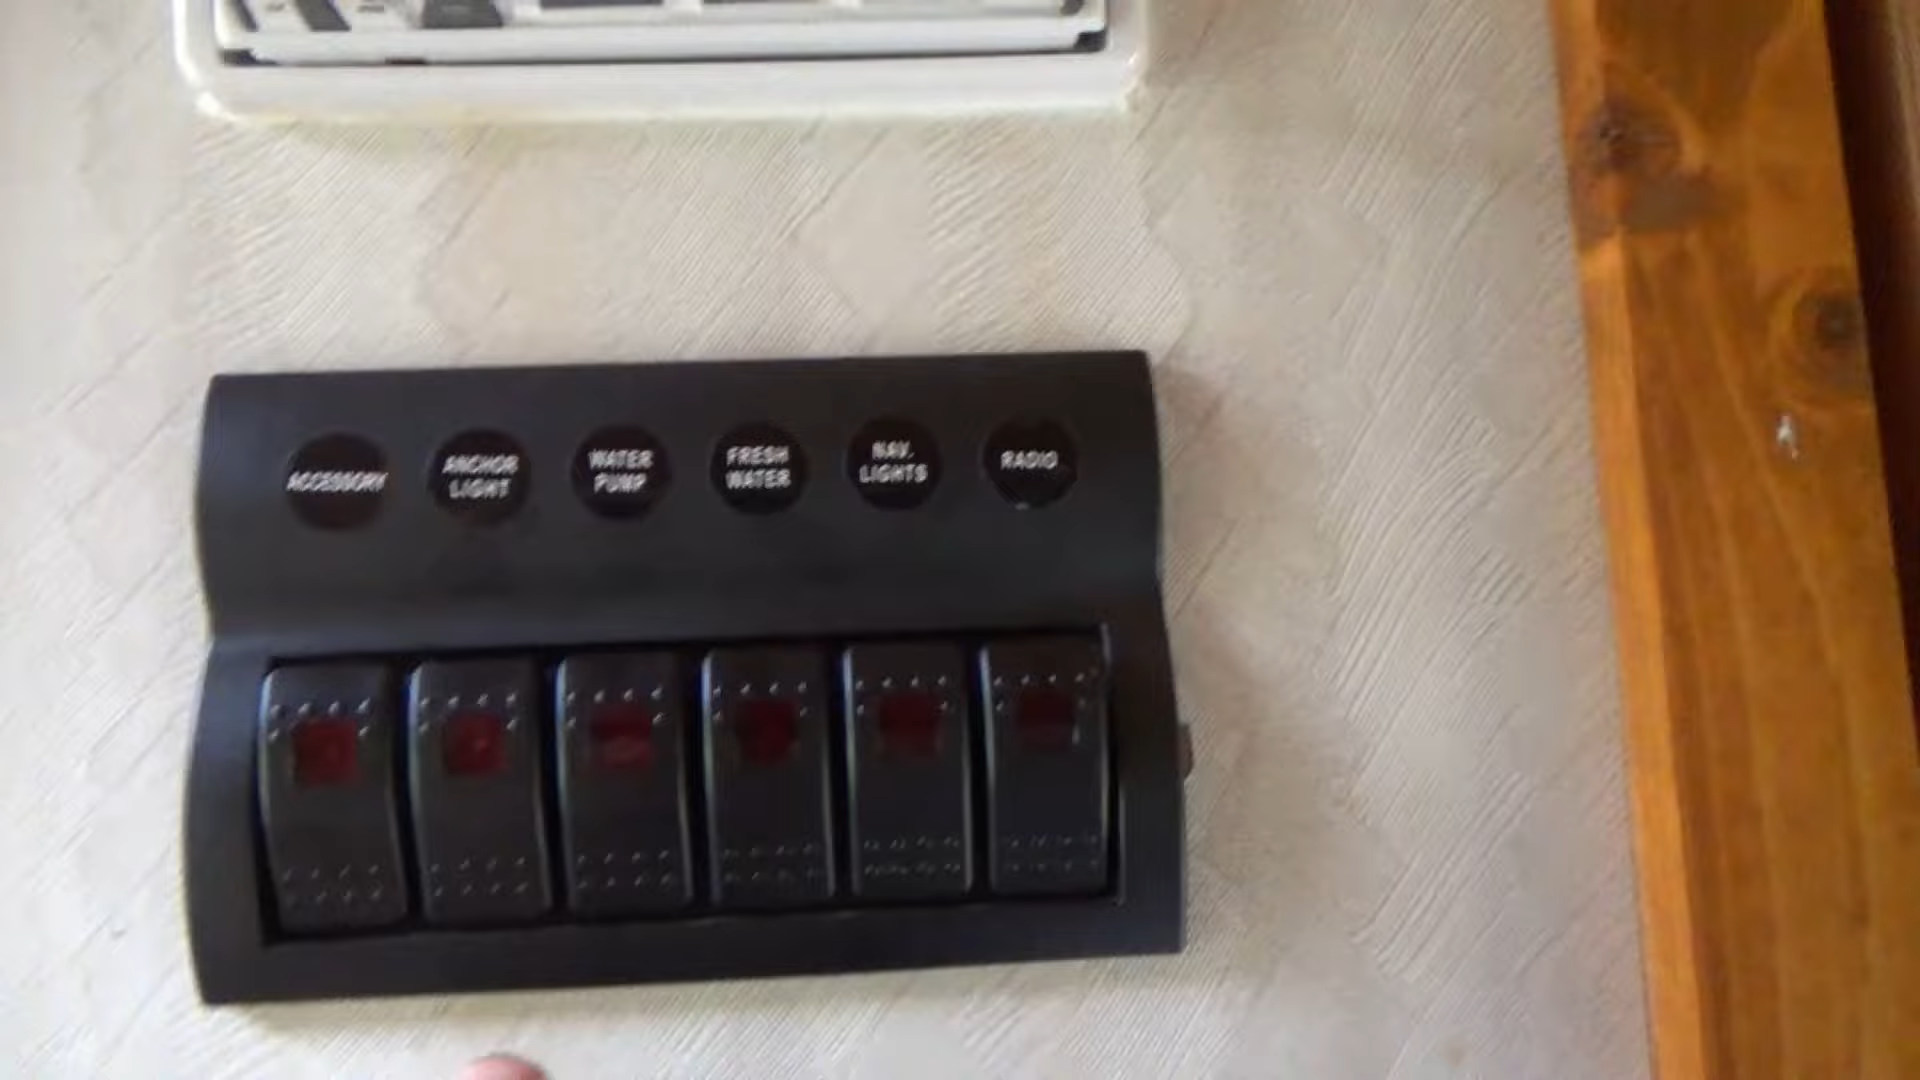 ACCESSORY
ANCHOR
LIGHT
WATER
PUMP
FRESH
WATER
NAV.
LIGHTS
RADIO